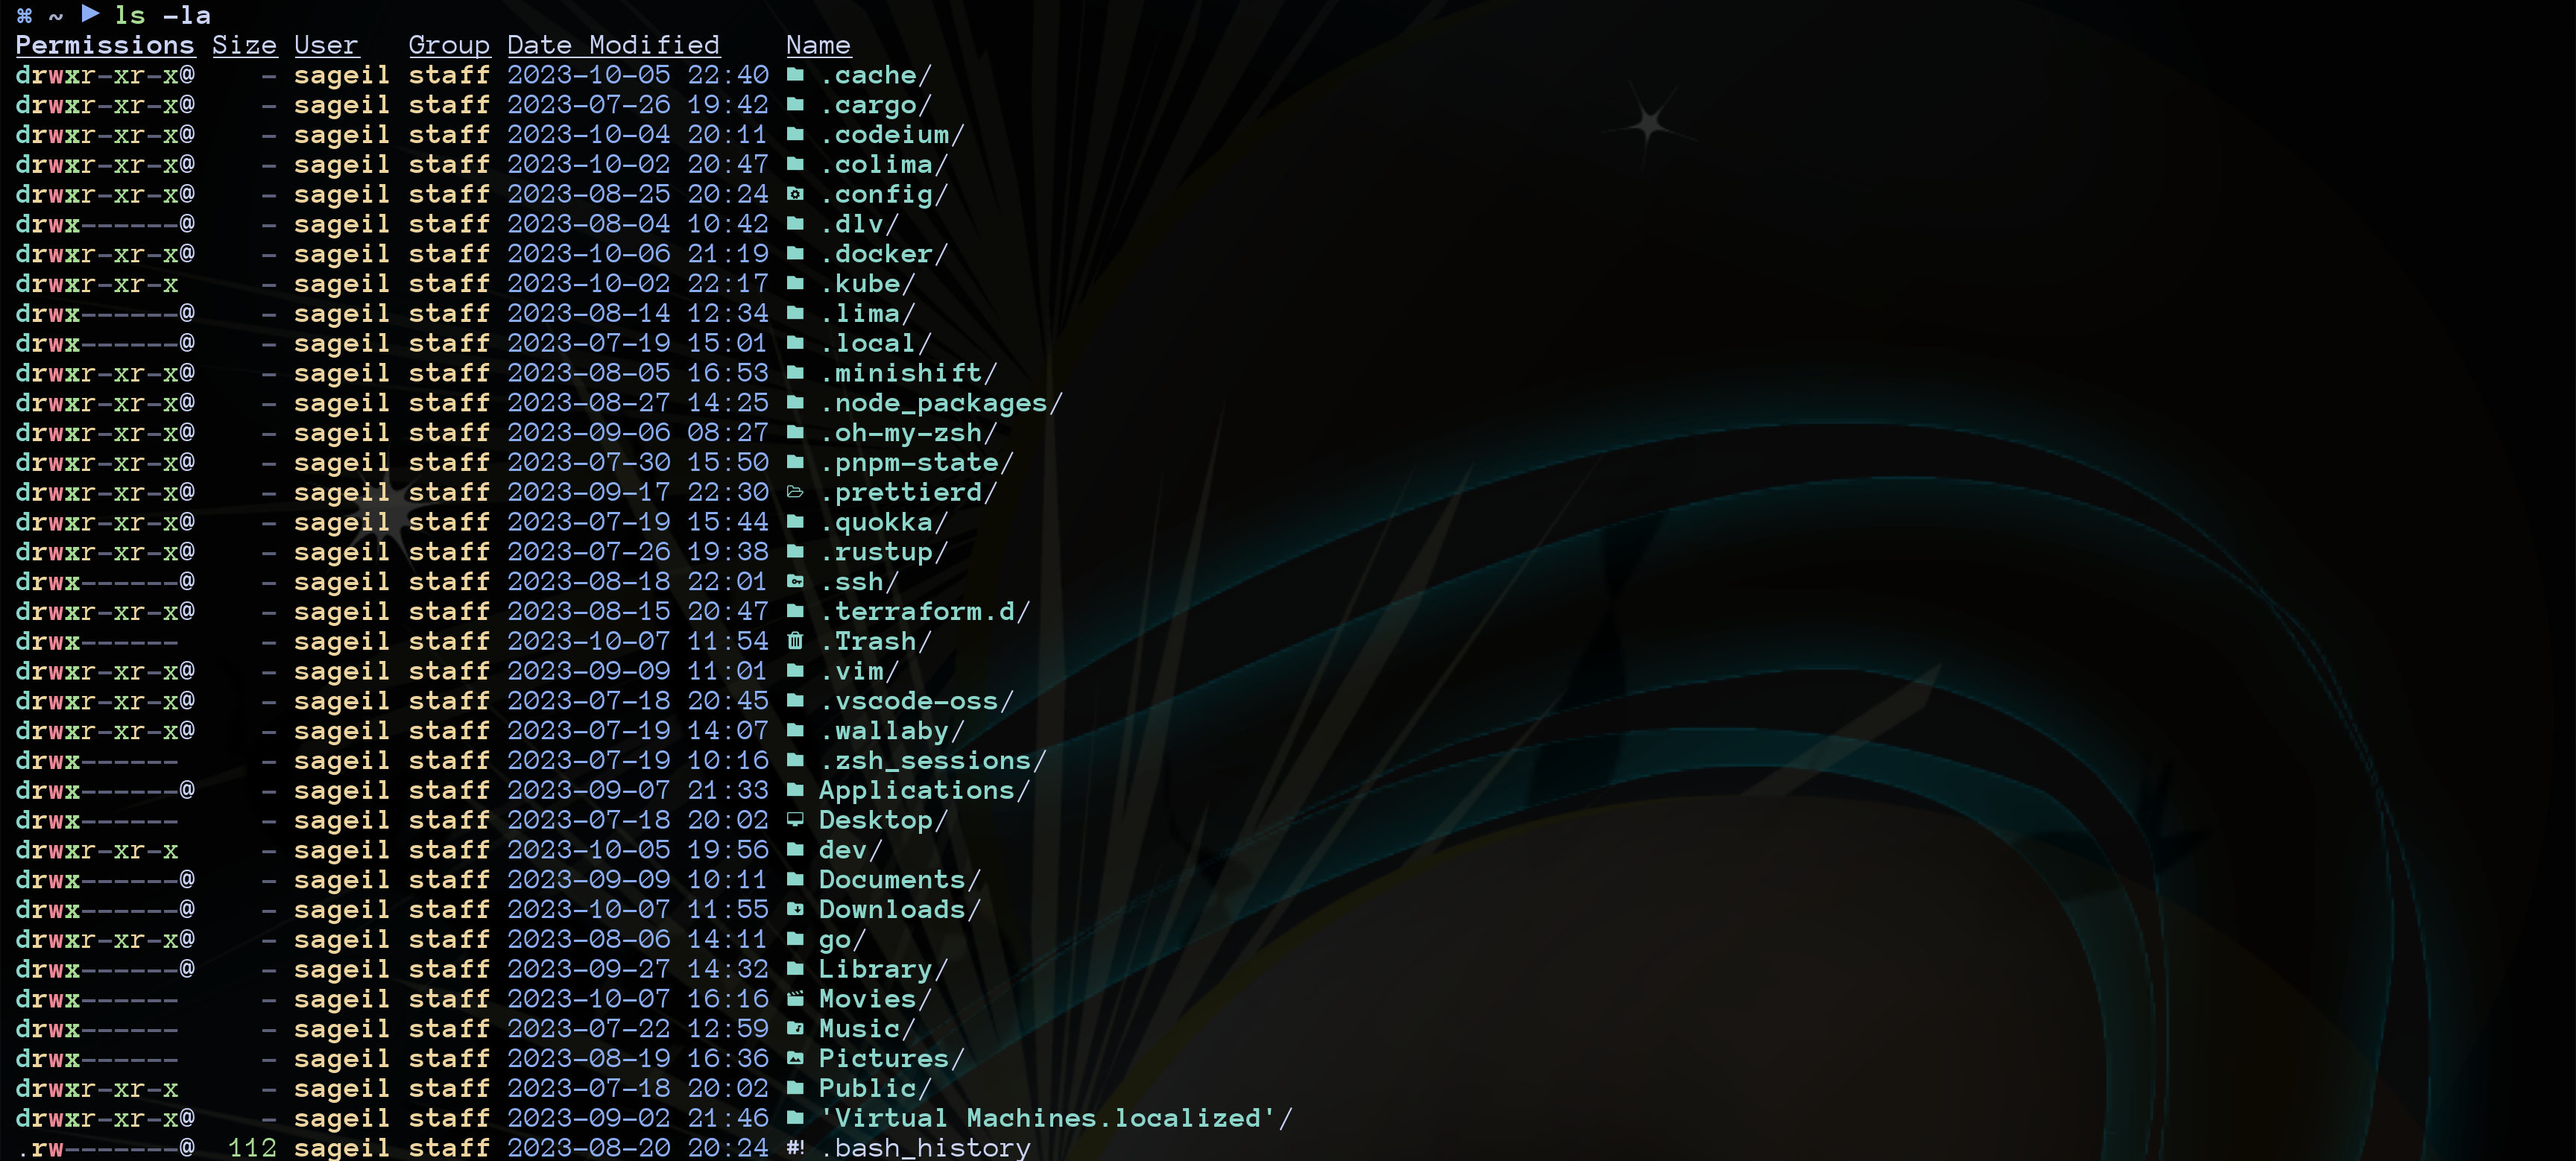 ⌘ ~ ▶ ls -la
Permissions Size User Group Date Modified Name
drwxr-xr-x@ - sageil staff 2023-10-05 22:40 .cache/
drwxr-xr-x@ - sageil staff 2023-07-26 19:42 .cargo/
drwxr-xr-x@ - sageil staff 2023-10-04 20:11 .codeium/
drwxr-xr-x@ - sageil staff 2023-10-02 20:47 .colima/
drwxr-xr-x@ - sageil staff 2023-08-25 20:24 .config/
drwx------@ - sageil staff 2023-08-04 10:42 .dlv/
drwxr-xr-x@ - sageil staff 2023-10-06 21:19 .docker/
drwxr-xr-x - sageil staff 2023-10-02 22:17 .kube/
drwx------@ - sageil staff 2023-08-14 12:34 .lima/
drwx------@ - sageil staff 2023-07-19 15:01 .local/
drwxr-xr-x@ - sageil staff 2023-08-05 16:53 .minishift/
drwxr-xr-x@ - sageil staff 2023-08-27 14:25 .node_packages/
drwxr-xr-x@ - sageil staff 2023-09-06 08:27 .oh-my-zsh/
drwxr-xr-x@ - sageil staff 2023-07-30 15:50 .pnpm-state/
drwxr-xr-x@ - sageil staff 2023-09-17 22:30 .prettierd/
drwxr-xr-x@ - sageil staff 2023-07-19 15:44 .quokka/
drwxr-xr-x@ - sageil staff 2023-07-26 19:38 .rustup/
drwx------@ - sageil staff 2023-08-18 22:01 .ssh/
drwxr-xr-x@ - sageil staff 2023-08-15 20:47 .terraform.d/
drwx------ - sageil staff 2023-10-07 11:54 .Trash/
drwxr-xr-x@ - sageil staff 2023-09-09 11:01 .vim/
drwxr-xr-x@ - sageil staff 2023-07-18 20:45 .vscode-oss/
drwxr-xr-x@ - sageil staff 2023-07-19 14:07 .wallaby/
drwx------ - sageil staff 2023-07-19 10:16 .zsh_sessions/
drwx------@ - sageil staff 2023-09-07 21:33 Applications/
drwx------ - sageil staff 2023-07-18 20:02 Desktop/
drwxr-xr-x - sageil staff 2023-10-05 19:56 dev/
drwx------@ - sageil staff 2023-09-09 10:11 Documents/
drwx------@ - sageil staff 2023-10-07 11:55 Downloads/
drwxr-xr-x@ - sageil staff 2023-08-06 14:11 go/
drwx------@ - sageil staff 2023-09-27 14:32 Library/
drwx------ - sageil staff 2023-10-07 16:16 Movies/
drwx------ - sageil staff 2023-07-22 12:59 Music/
drwx------ - sageil staff 2023-08-19 16:36 Pictures/
drwxr-xr-x - sageil staff 2023-07-18 20:02 Public/
drwxr-xr-x@ - sageil staff 2023-09-02 21:46 'Virtual Machines.localized'/
.rw-------@ 112 sageil staff 2023-08-20 20:24 #! .bash_history